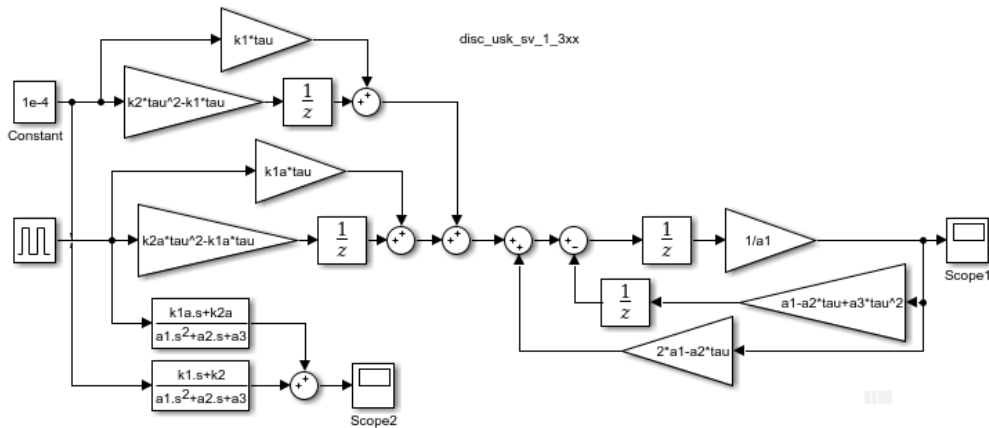 k1*tau
disc_usk_sv_1_3xx
1e-4
Constant
k2*tau^2-k1*tau
1
z
+
+
k1a*tau
k2a*tau^2-k1a*tau
1
z
+
+
+
+
+
+
+
−
1
z
1/a1
Scope1
1
z
a1-a2*tau+a3*tau^2
2*a1-a2*tau
k1a.s+k2a
a1.s²+a2.s+a3
k1.s+k2
a1.s²+a2.s+a3
+
+
Scope2